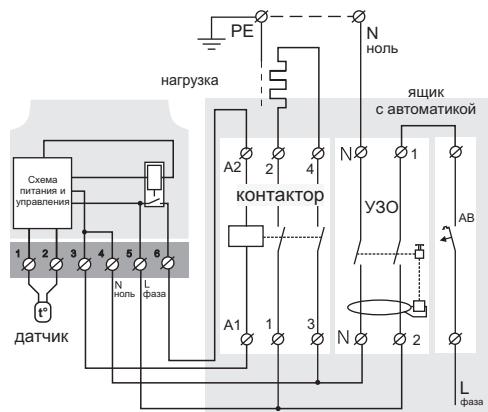 PE
N
ноль
нагрузка
ящик
с автоматикой
A2
2
4
N
1
Схема
питания и
управления
контактор
УЗО
АВ
1
2
3
4
5
6
N
ноль
L
фаза
t°
датчик
A1
1
3
N
2
L
фаза